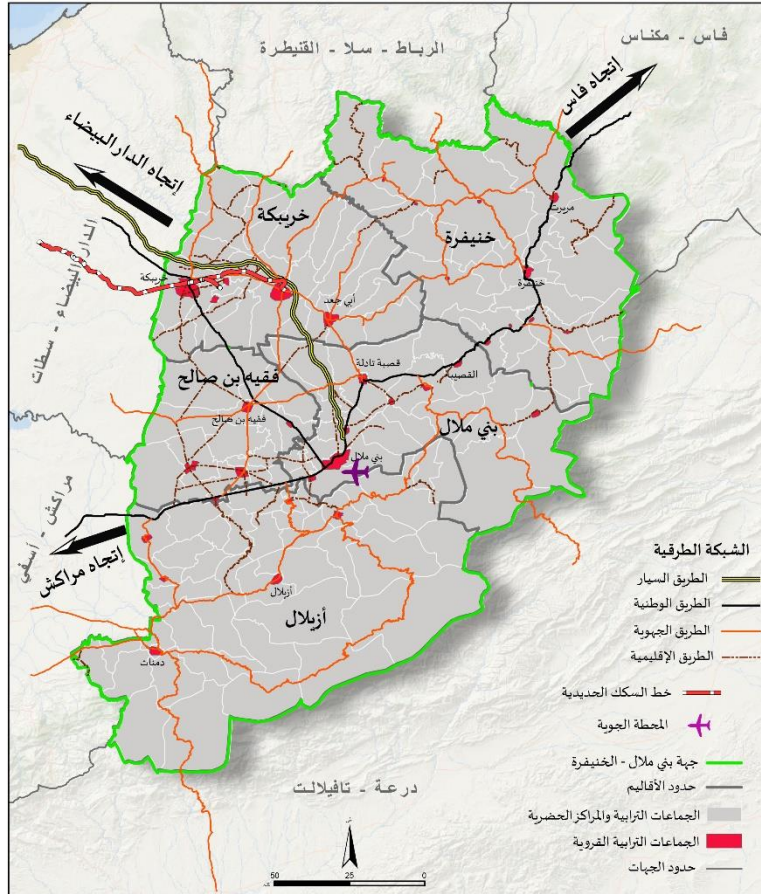 فاس - مكناس
الرباط - سلا - القنيطرة
إتجاه فاس
إتجاه الدار البيضاء
الدار البيضاء - سطات
خريبكة
خنيفرة
مريرت
خنيفرة
خريبكة
أبي جعد
قصبة تادلة
القصيبة
فقيه بن صالح
فقيه بن صالح
بني ملال
بني ملال
مراكش - آسفي
إتجاه مراكش
أزيلال
أزيلال
دمنات
درعة - تافيلالت
الشبكة الطرقية
الطريق السيار
الطريق الوطنية
الطريق الجهوية
الطريق الإقليمية
خط السكك الحديدية
المحطة الجوية
جهة بني ملال - الخنيفرة
حدود الأقاليم
الجماعات الترابية والمراكز الحضرية
الجماعات الترابية القروية
حدود الجهات
50 25 0